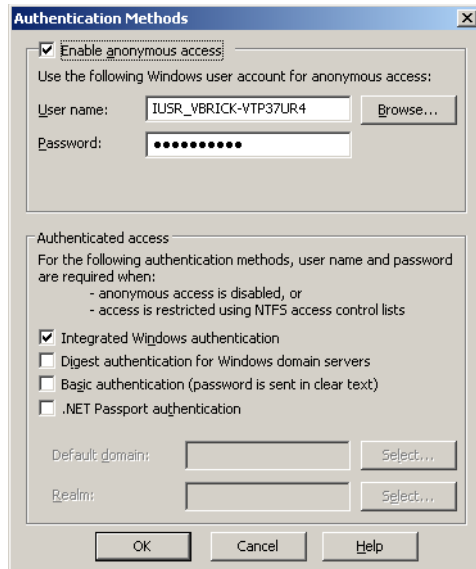 Authentication Methods
Enable anonymous access
Use the following Windows user account for anonymous access:
User name: IUSR_VBRICK-VTP37UR4 Browse...
Password: ●●●●●●●●●●
Authenticated access
For the following authentication methods, user name and password
are required when:
- anonymous access is disabled, or
- access is restricted using NTFS access control lists
Integrated Windows authentication
Digest authentication for Windows domain servers
Basic authentication (password is sent in clear text)
.NET Passport authentication
Default domain: Select...
Realm: Select...
OK Cancel Help